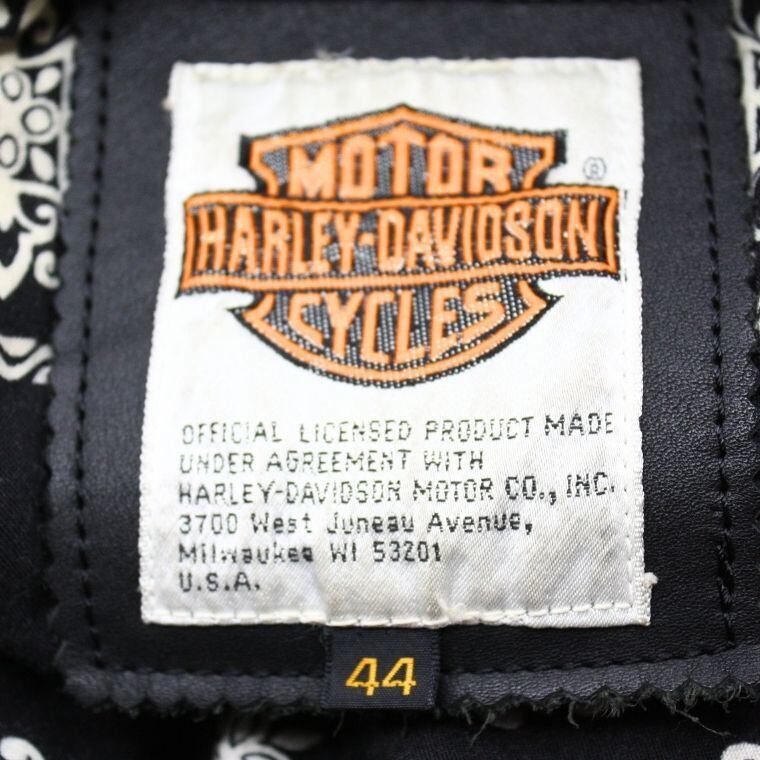 MOTOR
®
HARLEY-DAVIDSON
CYCLES
OFFICIAL LICENSED PRODUCT MADE
UNDER AGREEMENT WITH
HARLEY-DAVIDSON MOTOR CO., INC.
3700 West Juneau Avenue,
Milwaukee WI 53201
U.S.A.
44